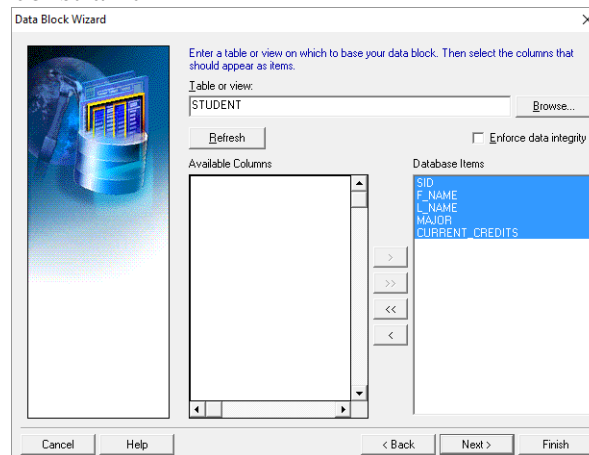 Data Block Wizard
Enter a table or view on which to base your data block. Then select the columns that
should appear as items.
Table or view:
STUDENT
Browse...
Refresh
Enforce data integrity
Available Columns
Database Items
SID
F_NAME
L_NAME
MAJOR
CURRENT_CREDITS
>
>>
<<
<
Cancel
Help
< Back
Next >
Finish